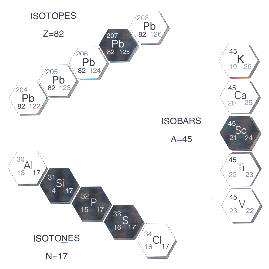 ISOTOPES
Z=82
208
Pb
82 126
207
Pb
82 125
206
Pb
82 124
205
Pb
82 123
204
Pb
82 122
ISOBARS
A=45
45
K
19 26
45
Ca
20 25
45
Sc
21 24
45
Ti
22 23
45
V
23 22
30
Al
13 17
31
Si
14 17
32
P
15 17
33
S
16 17
34
Cl
17
ISOTONES
N=17